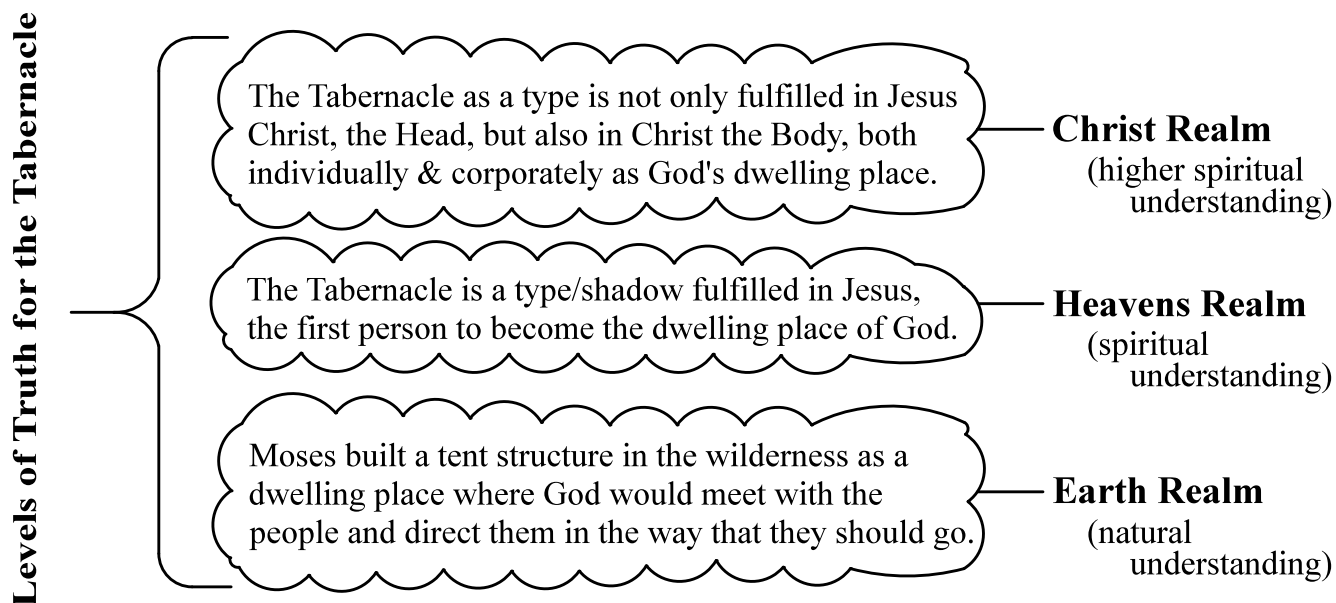 Levels of Truth for the Tabernacle
The Tabernacle as a type is not only fulfilled in Jesus
Christ, the Head, but also in Christ the Body, both
individually & corporately as God's dwelling place.
Christ Realm
(higher spiritual
understanding)
The Tabernacle is a type/shadow fulfilled in Jesus,
the first person to become the dwelling place of God.
Heavens Realm
(spiritual
understanding)
Moses built a tent structure in the wilderness as a
dwelling place where God would meet with the
people and direct them in the way that they should go.
Earth Realm
(natural
understanding)